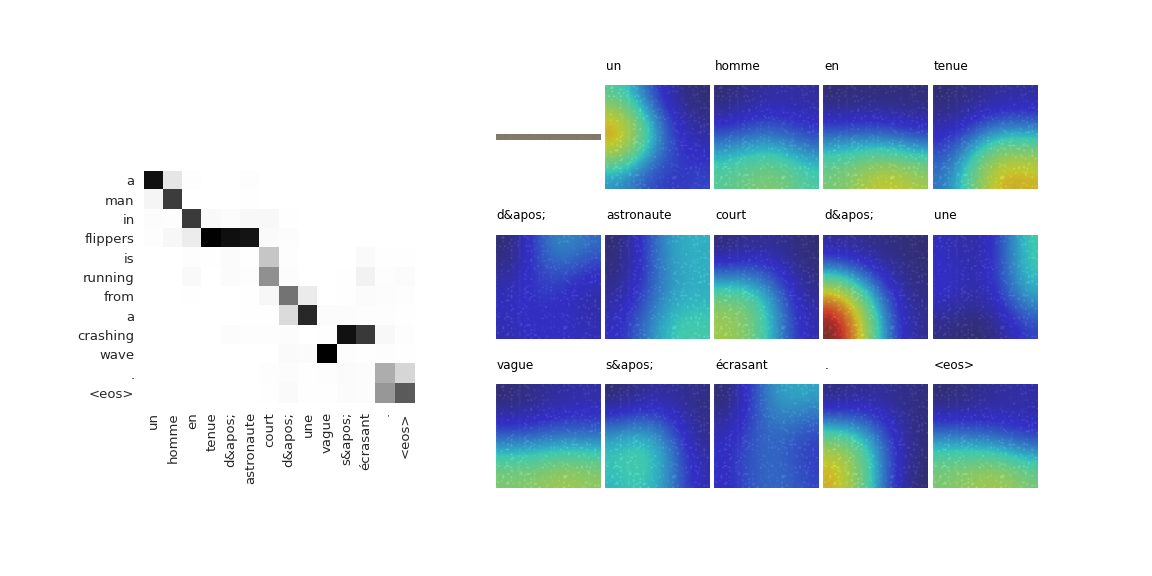 a
man
in
flippers
is
running
from
a
crashing
wave
.
<eos>
un
homme
en
tenue
d&apos;
astronaute
court
d&apos;
une
vague
s&apos;
écrasant
.
<eos>
un homme en tenue
d&apos; astronaute court d&apos; une
vague s&apos; écrasant . <eos>